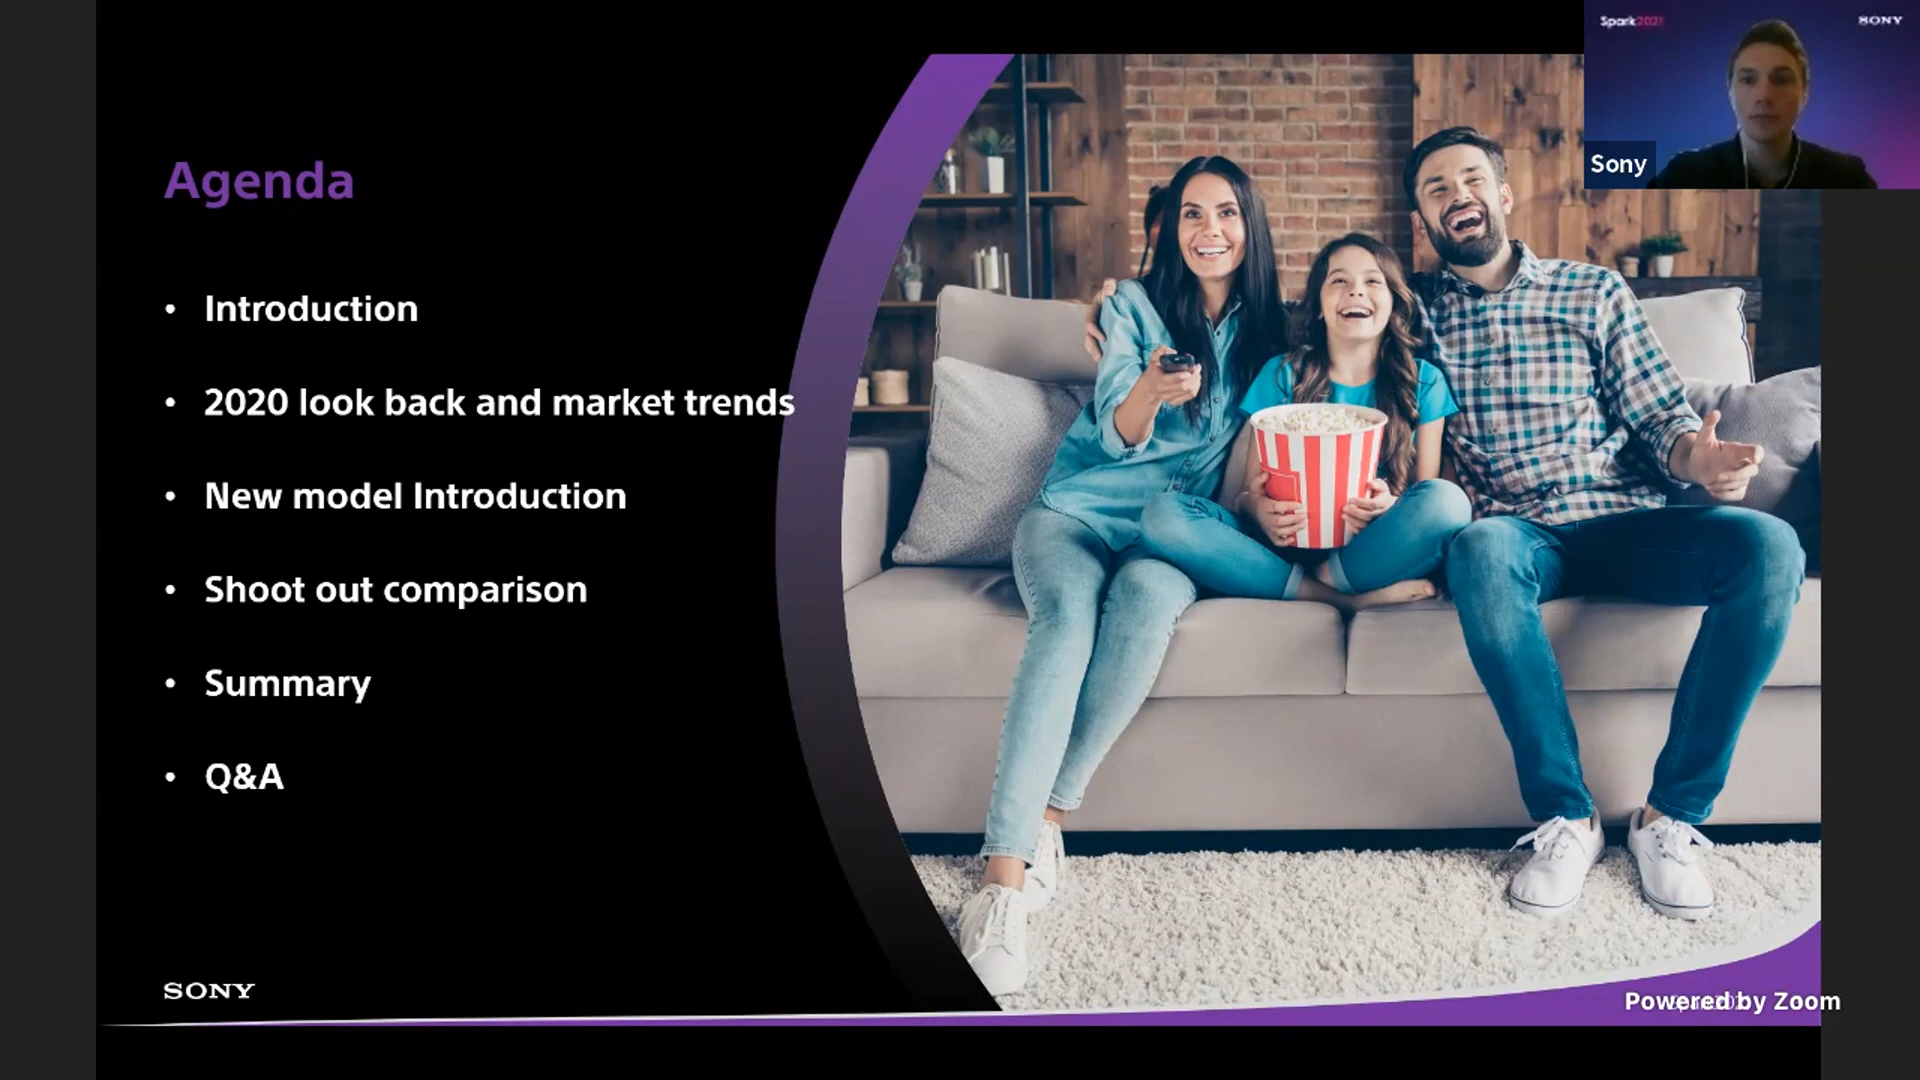 Spark2021
SONY
Sony
Agenda
• Introduction
• 2020 look back and market trends
• New model Introduction
• Shoot out comparison
• Summary
• Q&A
SONY
Powered by Zoom